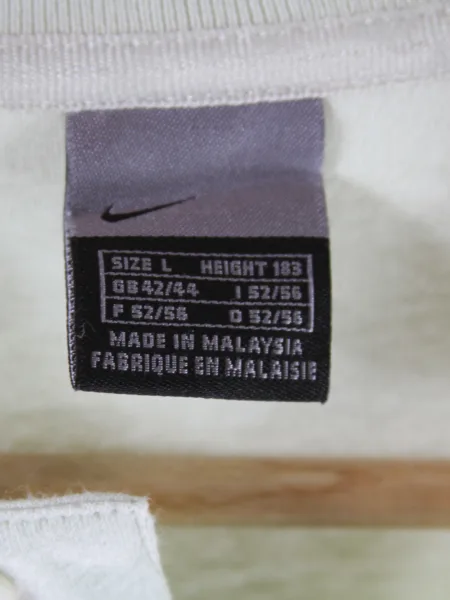 SIZE L HEIGHT 183
GB 42/44 I 52/56
F 52/56 D 52/56
MADE IN MALAYSIA
FABRIQUE EN MALAISIE